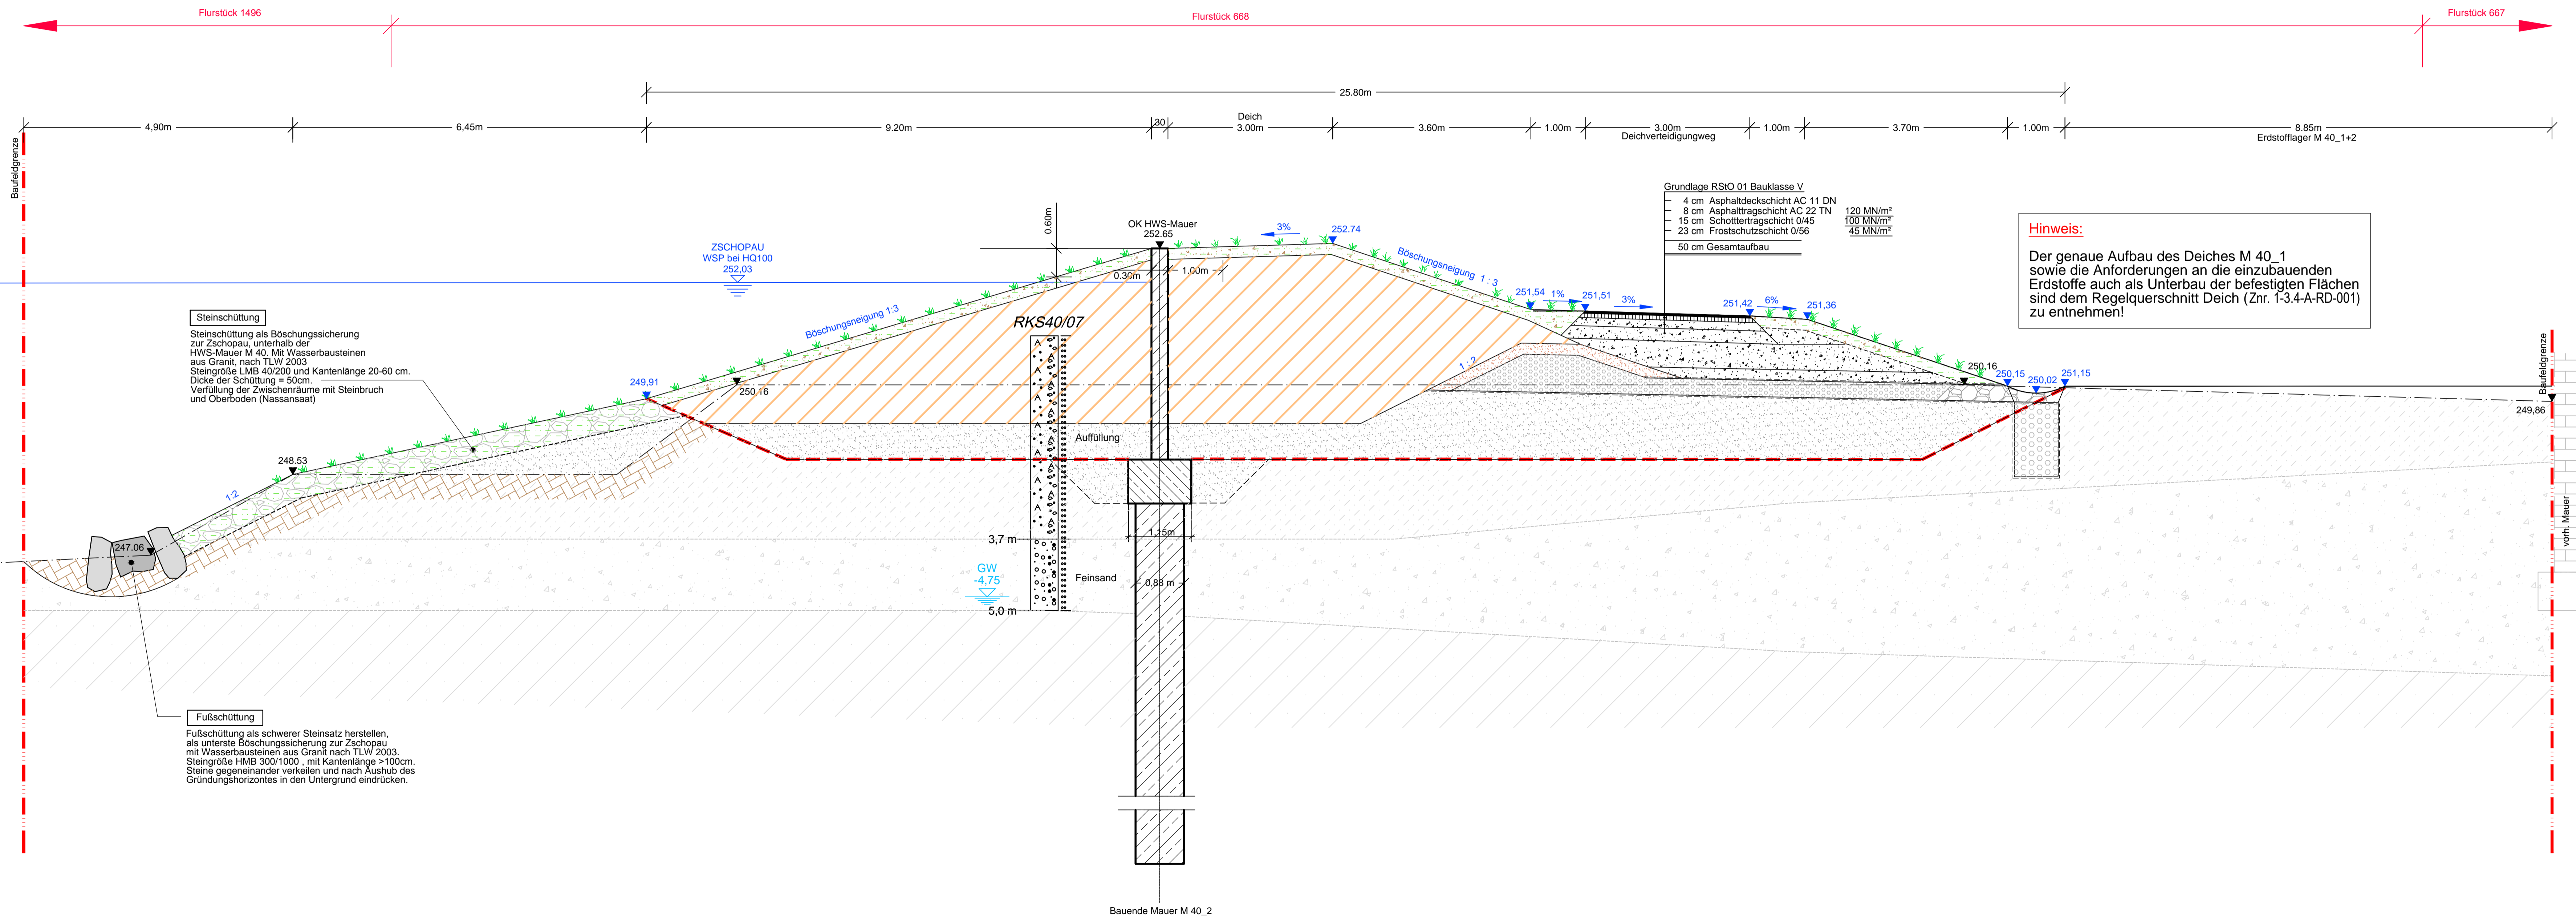 Flurstück 1496
Flurstück 668
Flurstück 667
25.80m
4,90m
6,45m
9.20m
30
Deich
3.00m
3.60m
1.00m
3.00m
Deichverteidigungweg
1.00m
3.70m
1.00m
8.85m
Erdstofflager M 40_1+2
Baufeldgrenze
Grundlage RStO 01 Bauklasse V
4 cm Asphaltdeckschicht AC 11 DN
8 cm Asphalttragschicht AC 22 TN 120 MN/m²
15 cm Schotttertragschicht 0/45 100 MN/m²
23 cm Frostschutzschicht 0/56 45 MN/m²
50 cm Gesamtaufbau
Hinweis:
Der genaue Aufbau des Deiches M 40_1
sowie die Anforderungen an die einzubauenden
Erdstoffe auch als Unterbau der befestigten Flächen
sind dem Regelquerschnitt Deich (Znr. 1-3.4-A-RD-001)
zu entnehmen!
0.60m
OK HWS-Mauer
252.65
3%
252.74
ZSCHOPAU
WSP bei HQ100
252,03
0.30m
1.00m
Böschungsneigung 1 : 3
251,54
1%
251,51
3%
251,42
6%
251,36
Steinschüttung
Steinschüttung als Böschungssicherung
zur Zschopau, unterhalb der
HWS-Mauer M 40. Mit Wasserbausteinen
aus Granit, nach TLW 2003
Steingröße LMB 40/200 und Kantenlänge 20-60 cm.
Dicke der Schüttung = 50cm.
Verfüllung der Zwischenräume mit Steinbruch
und Oberboden (Nassansaat)
Böschungsneigung 1:3
RKS40/07
1 : 2
249,91
250,16
250,16
250,15
250,02
251,15
Baufeldgrenze
249,86
Auffüllung
248.53
1:2
247.06
3,7 m
1,15m
GW
-4,75
Feinsand
0,88 m
5,0 m
vorh. Mauer
Fußschüttung
Fußschüttung als schwerer Steinsatz herstellen,
als unterste Böschungssicherung zur Zschopau
mit Wasserbausteinen aus Granit nach TLW 2003.
Steingröße HMB 300/1000 , mit Kantenlänge >100cm.
Steine gegeneinander verkeilen und nach Aushub des
Gründungshorizontes in den Untergrund eindrücken.
Bauende Mauer M 40_2